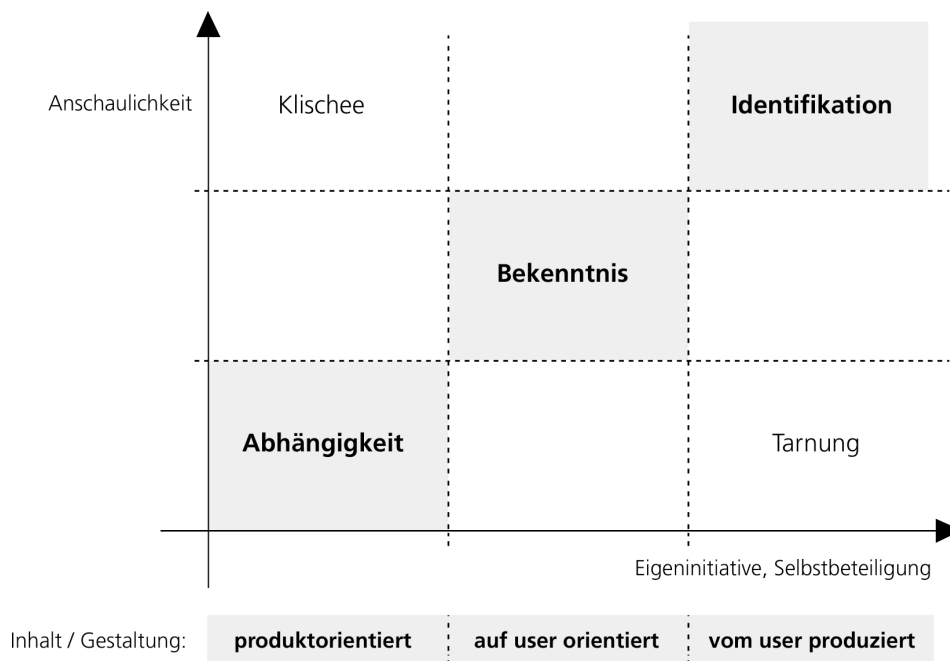 Anschaulichkeit
Klischee
Identifikation
Bekenntnis
Abhängigkeit
Tarnung
Eigeninitiative, Selbstbeteiligung
Inhalt / Gestaltung:
produktorientiert
auf user orientiert
vom user produziert